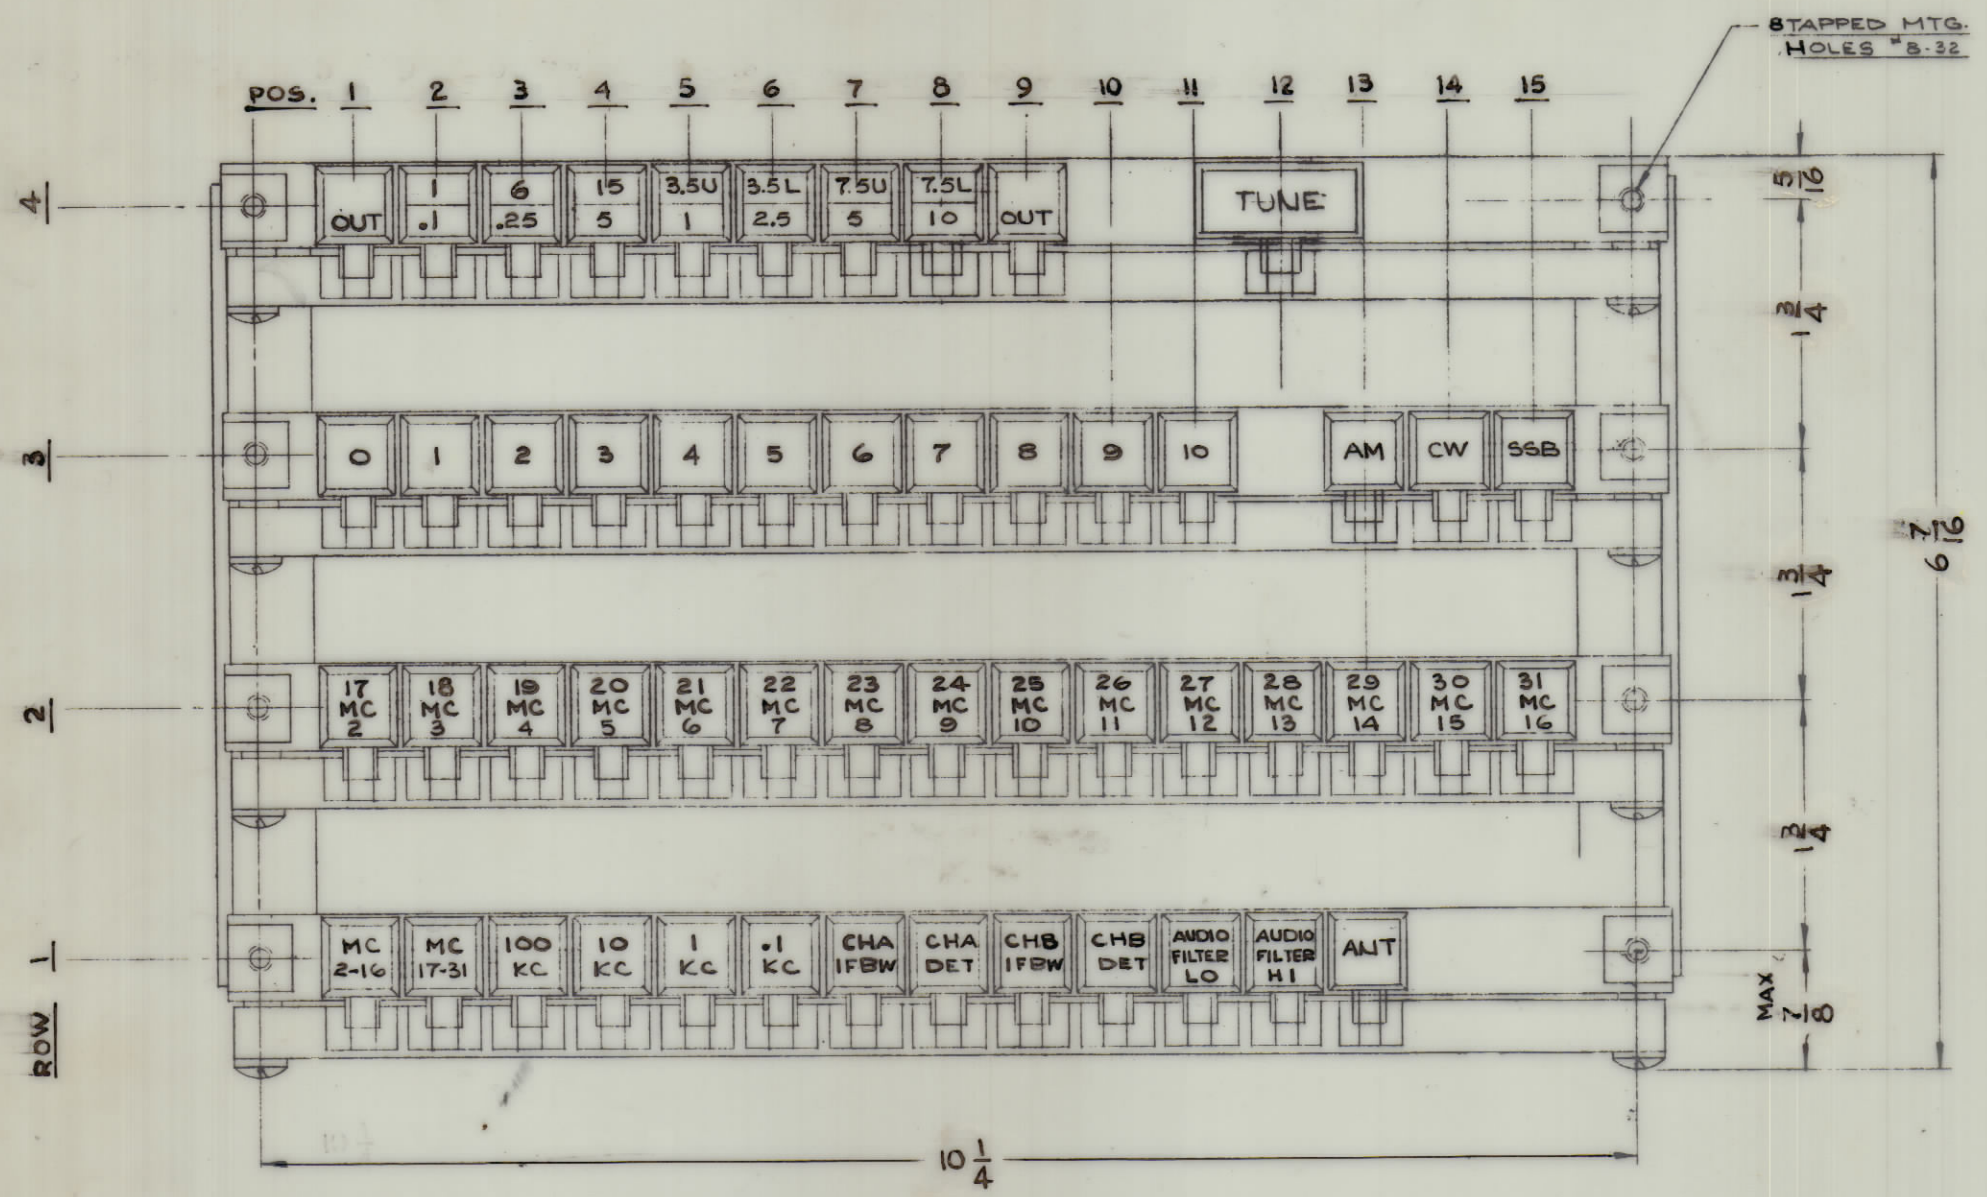 8 TAPPED MTG.
HOLES #8-32
POS. 1 2 3 4 5 6 7 8 9 10 11 12 13 14 15
4
OUT
1
.1
6
.25
15
5
3.5U
1
3.5L
2.5
7.5U
5
7.5L
10
OUT
TUNE
5/16
1 3/4
3
0 1 2 3 4 5 6 7 8 9 10 AM CW SSB
1 3/4
6 7/16
2
17
MC
2
18
MC
3
19
MC
4
20
MC
5
21
MC
6
22
MC
7
23
MC
8
24
MC
9
25
MC
10
26
MC
11
27
MC
12
28
MC
13
29
MC
14
30
MC
15
31
MC
16
1 3/4
1
MC
2-16
MC
17-31
100
KC
10
KC
1
KC
.1
KC
CHA
IFBW
CHA
DET
CHB
IFBW
CHB
DET
AUDIO
FILTER
LO
AUDIO
FILTER
HI
ANT
MAX
7/8
ROW
10 1/4